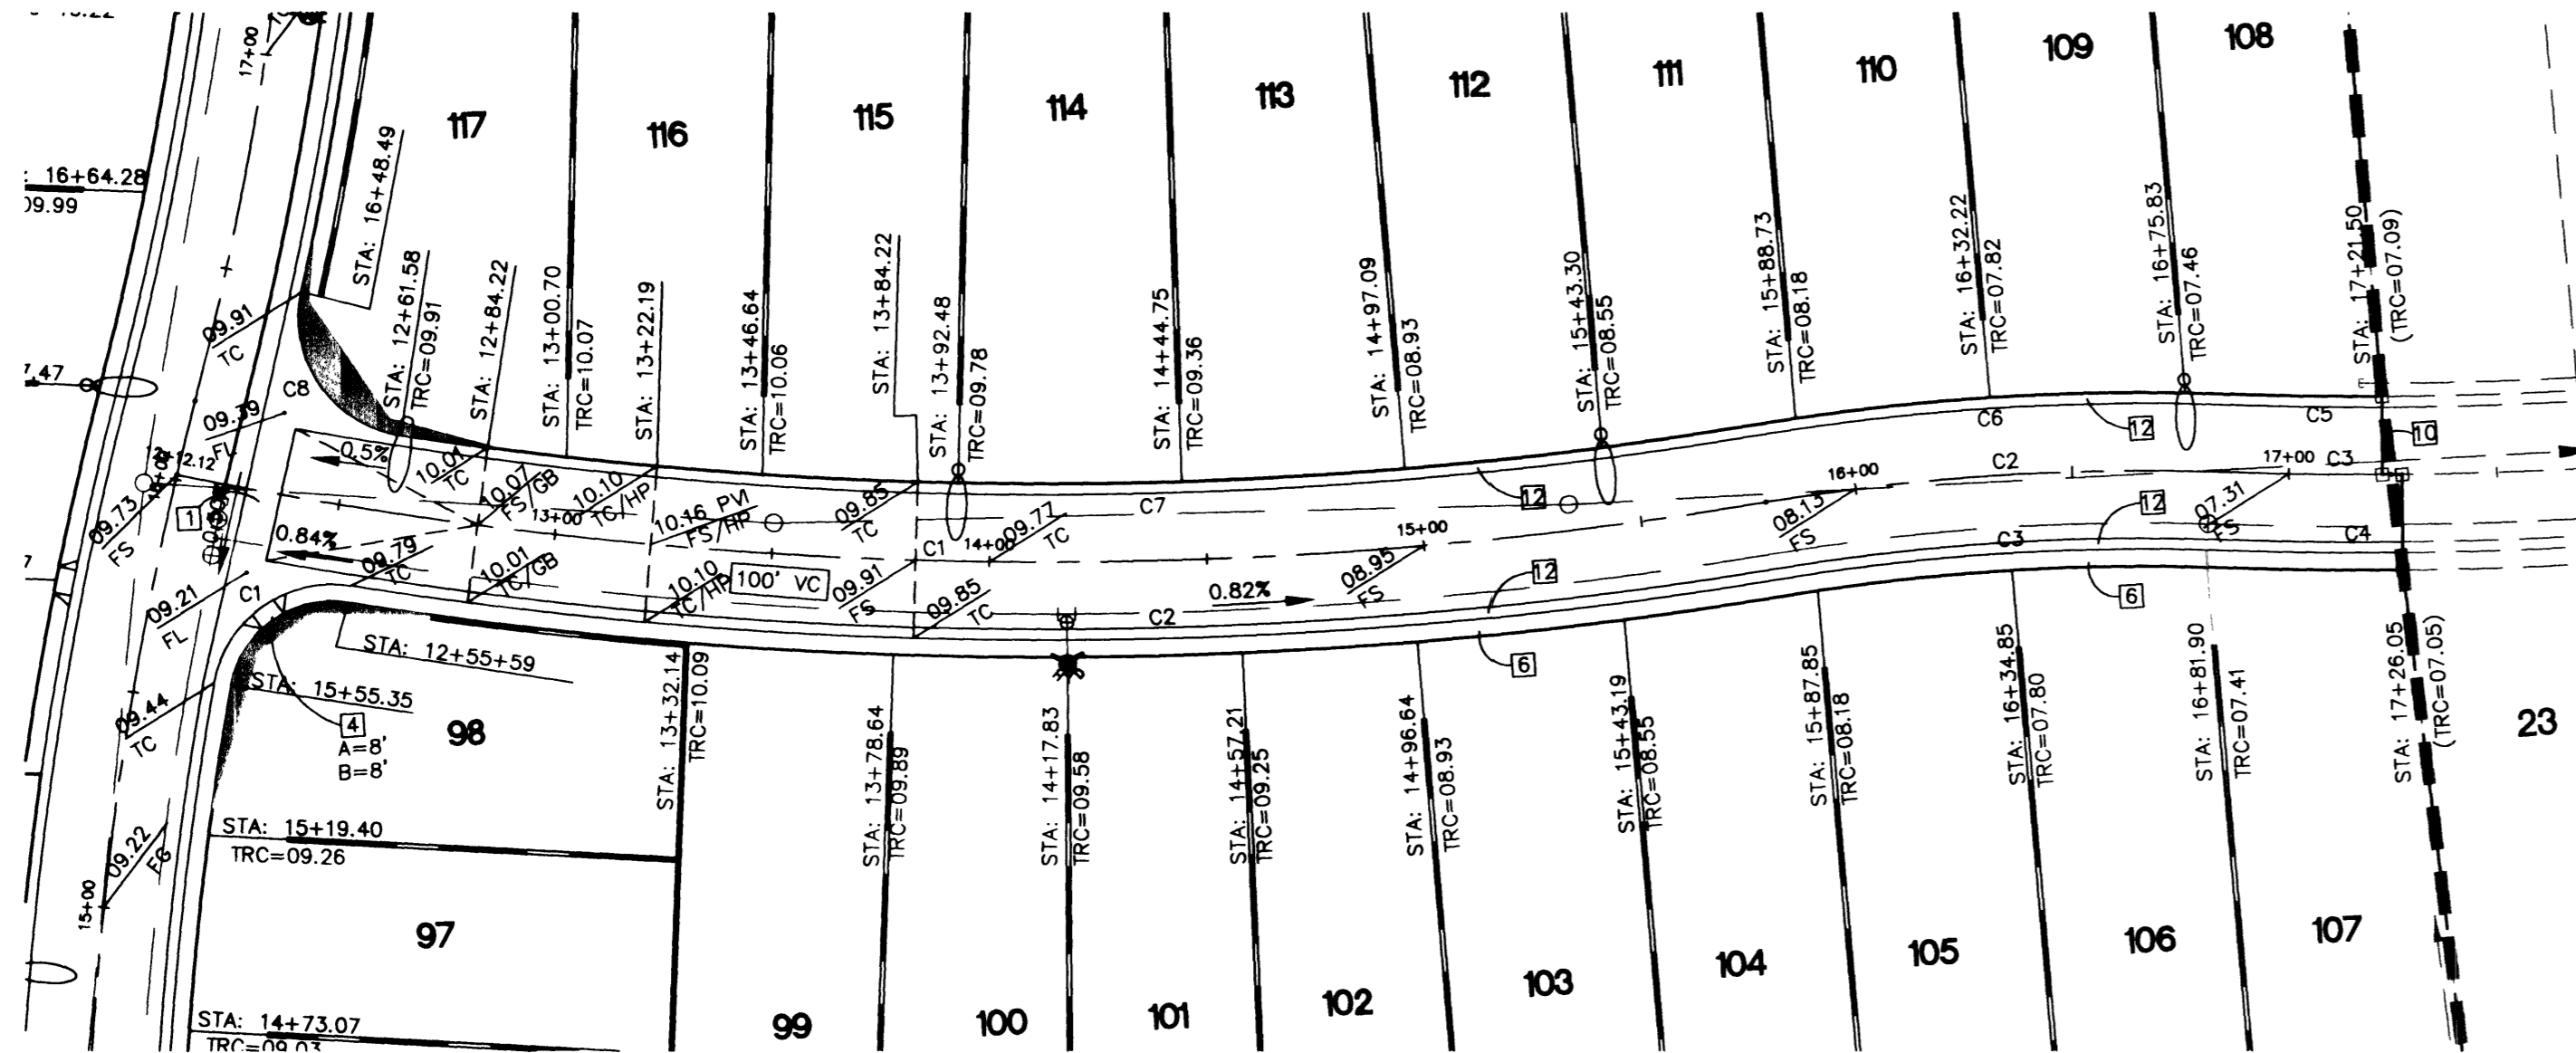 17+00
117
116
115
114
113
112
111
110
109
108
16+64.28
09.99
STA: 16+48.49
STA: 12+61.58
TRC=09.91
STA: 12+84.22
STA: 13+00.70
TRC=10.07
STA: 13+22.19
STA: 13+46.64
TRC=10.06
STA: 13+84.22
STA: 13+92.48
TRC=09.78
STA: 14+44.75
TRC=09.36
STA: 14+97.09
TRC=08.93
STA: 15+43.30
TRC=08.55
STA: 15+88.73
TRC=08.18
STA: 16+32.22
TRC=07.82
STA: 16+75.83
TRC=07.46
STA: 17+21.50
(TRC=07.09)
09.91
TC
7.47
C8
09.39
FL
12+12.12
0.5%
10.01
TC
10.07
FS/GB
13+00
10.10
TC/HP
10.16 PVI
FS/HP
09.85
TC
C1
14+00
09.77
TC
C7
15+00
12
16+00
C6
C2
12
C5
17+00
C3
10
09.73
FS
1
0.84%
09.79
TC
10.01
TC/GB
10.10
TC/HP
100' VC
09.91
FS
09.85
TC
C2
0.82%
08.95
FS
12
08.13
FS
C3
12
07.31
FS
C4
09.21
FL
C1
6
6
STA: 12+55+59
STA: 15+55.35
09.44
TC
4
A=8'
B=8'
98
STA: 13+32.14
TRC=10.09
STA: 13+78.64
TRC=09.89
STA: 14+17.83
TRC=09.58
STA: 14+57.21
TRC=09.25
STA: 14+96.64
TRC=08.93
STA: 15+43.19
TRC=08.55
STA: 15+87.85
TRC=08.18
STA: 16+34.85
TRC=07.80
STA: 16+81.90
TRC=07.41
STA: 17+26.05
(TRC=07.05)
23
STA: 15+19.40
TRC=09.26
09.22
FG
15+00
97
99
100
101
102
103
104
105
106
107
STA: 14+73.07
TRC=09.03